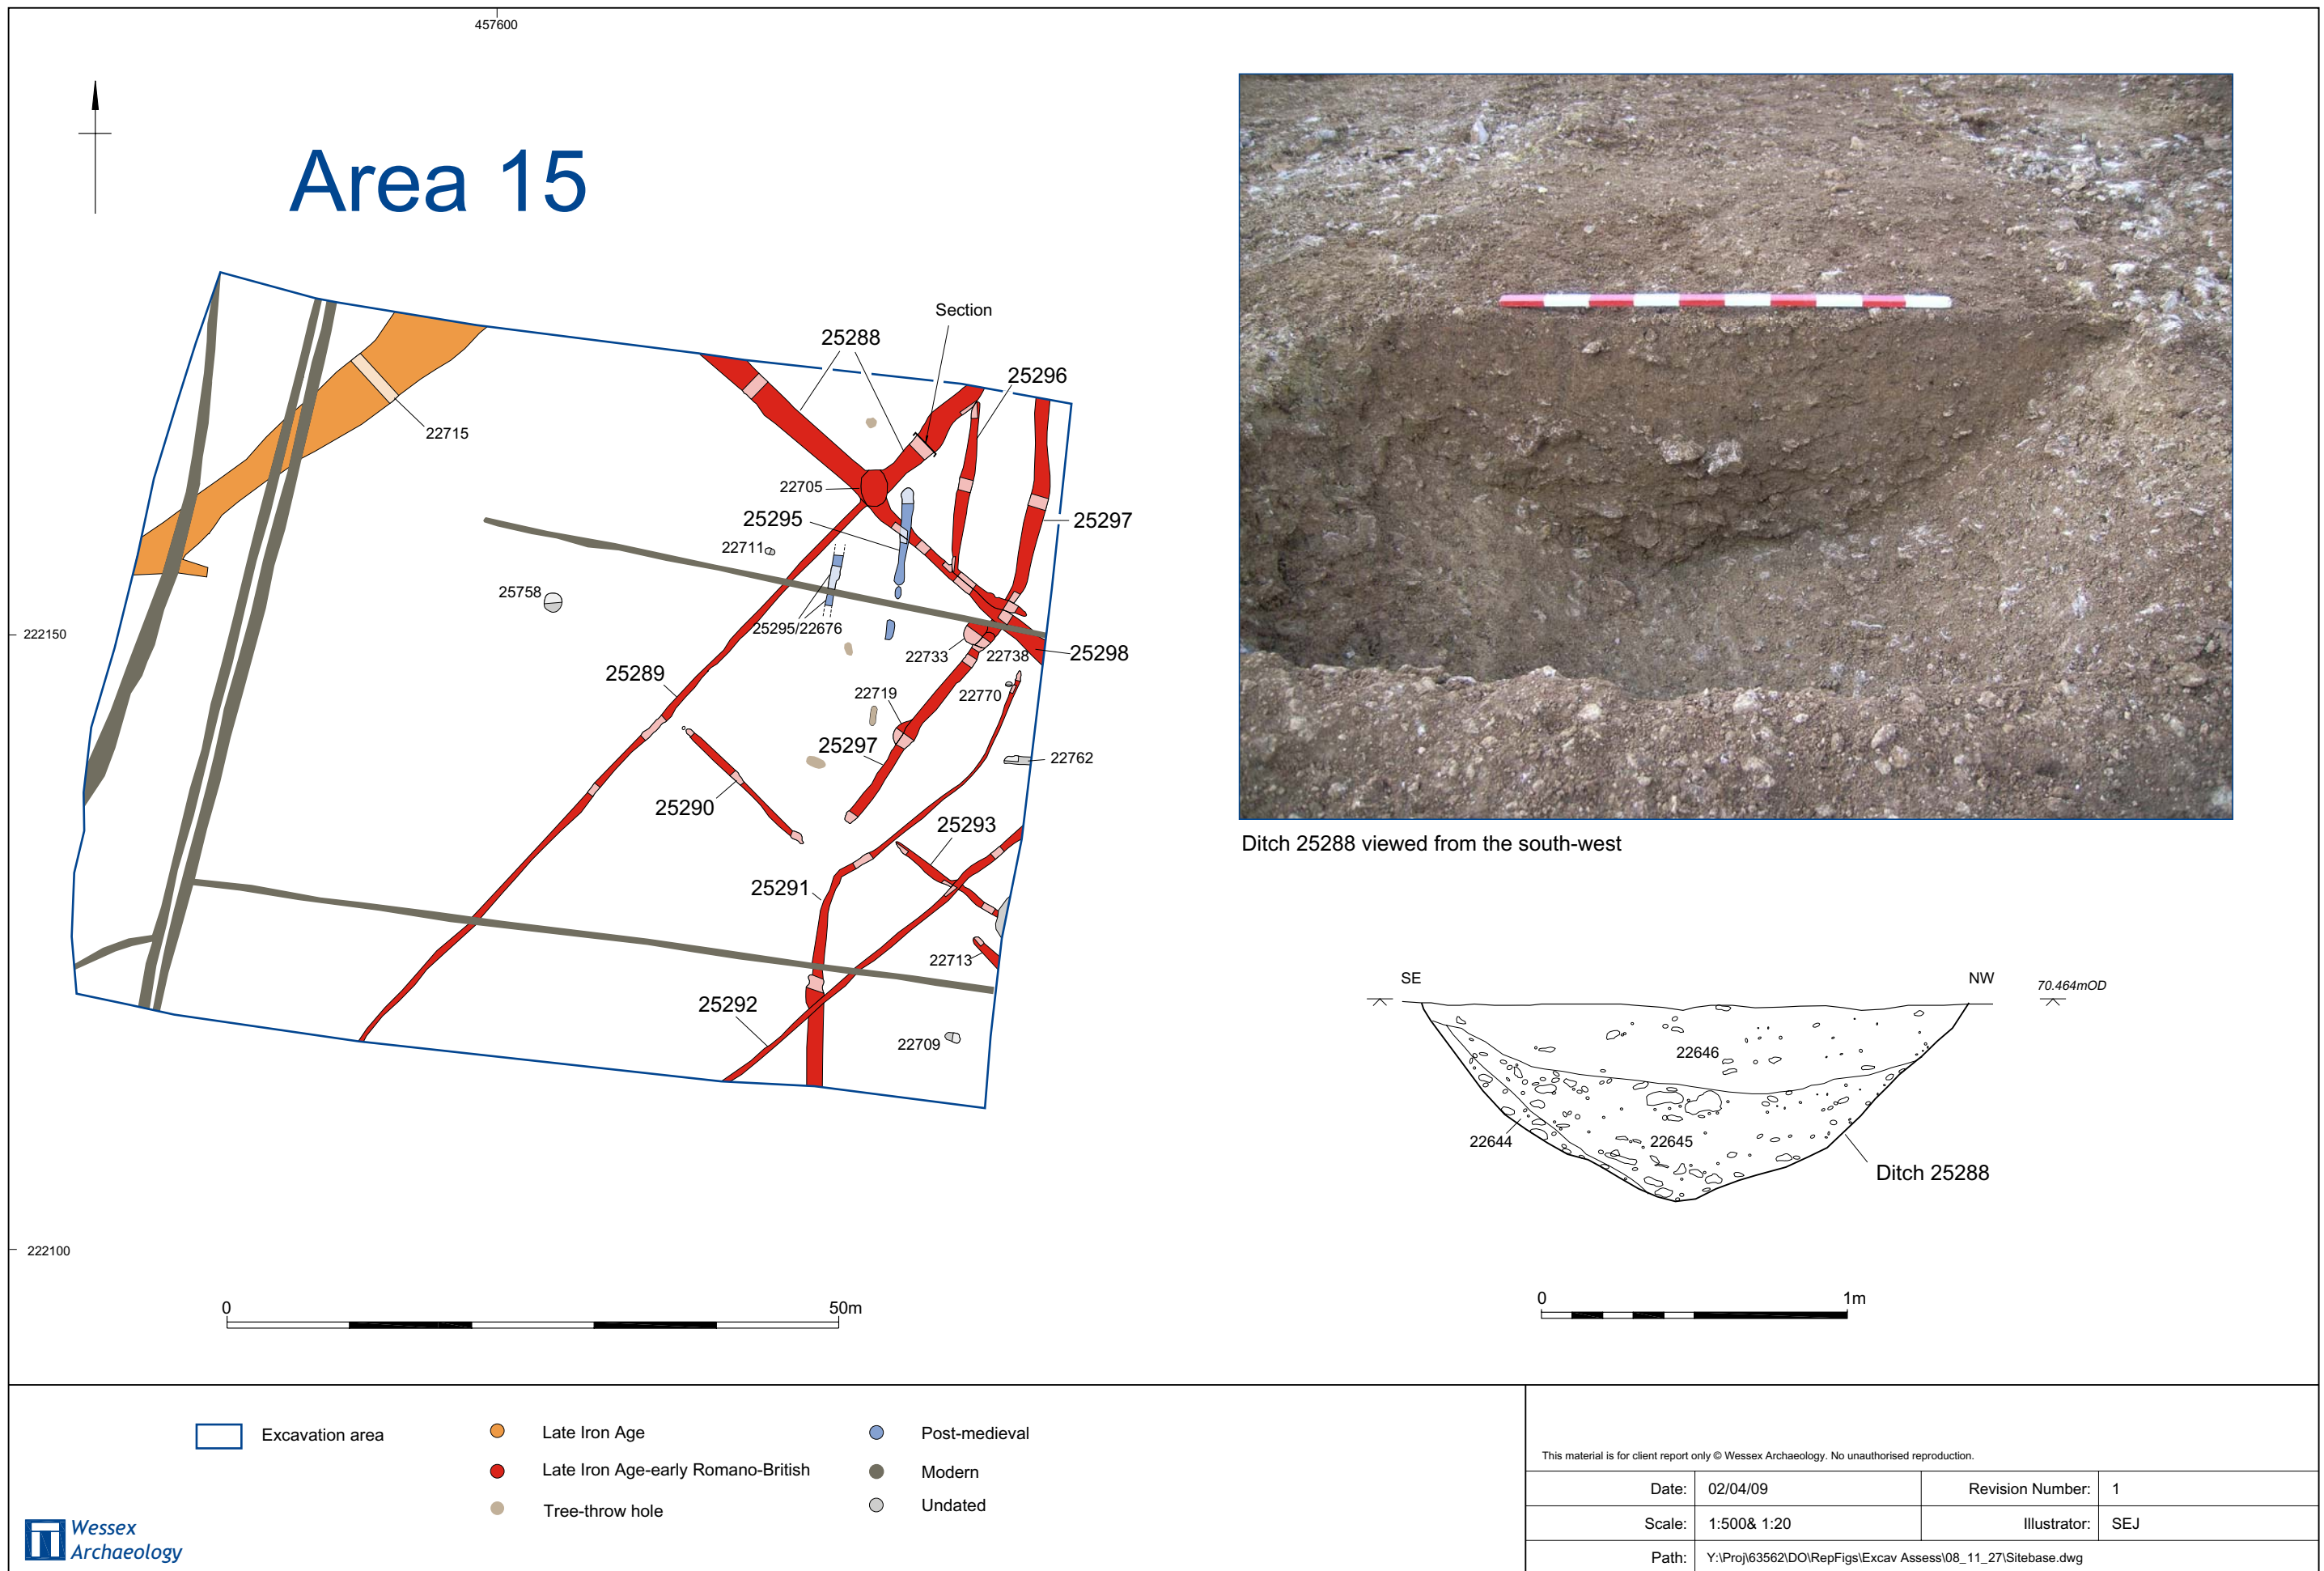 457600
Area 15
Section
25288
25296
22715
22705
25295
25297
22711
25758
25295/22676
222150
22733
22738
25298
25289
22719
22770
25297
22762
25290
25293
25291
22713
25292
22709
222100
0 50m
Ditch 25288 viewed from the south-west
SE NW 70.464mOD
22646
22644 22645
Ditch 25288
0 1m
Excavation area
Late Iron Age
Late Iron Age-early Romano-British
Tree-throw hole
Post-medieval
Modern
Undated
Wessex
Archaeology
This material is for client report only © Wessex Archaeology. No unauthorised reproduction.
Date: 02/04/09 Revision Number: 1
Scale: 1:500& 1:20 Illustrator: SEJ
Path: Y:\Proj\63562\DO\RepFigs\Excav Assess\08_11_27\Sitebase.dwg